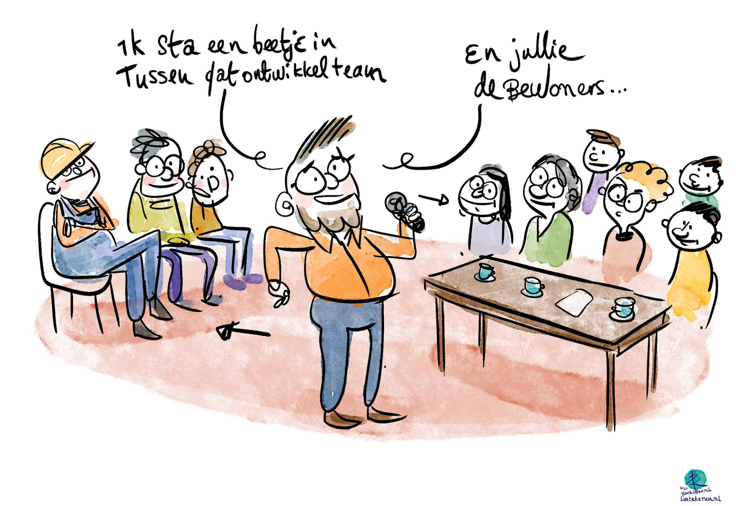 Ik sta een beetje in
Tussen dat ontwikkelteam
En jullie
de Bewoners...